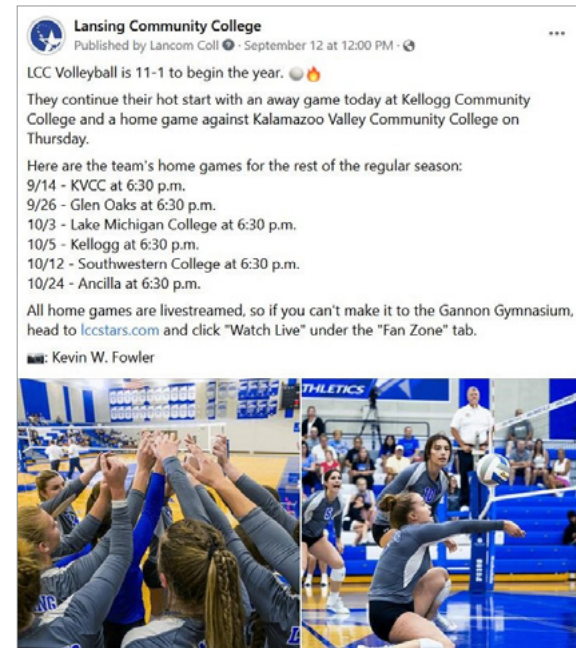 Lansing Community College
Published by Lancom Coll · September 12 at 12:00 PM ·
LCC Volleyball is 11-1 to begin the year.
They continue their hot start with an away game today at Kellogg Community
College and a home game against Kalamazoo Valley Community College on
Thursday.
Here are the team's home games for the rest of the regular season:
9/14 - KVCC at 6:30 p.m.
9/26 - Glen Oaks at 6:30 p.m.
10/3 - Lake Michigan College at 6:30 p.m.
10/5 - Kellogg at 6:30 p.m.
10/12 - Southwestern College at 6:30 p.m.
10/24 - Ancilla at 6:30 p.m.
All home games are livestreamed, so if you can't make it to the Gannon Gymnasium,
head to lccstars.com and click "Watch Live" under the "Fan Zone" tab.
: Kevin W. Fowler
THLETICS